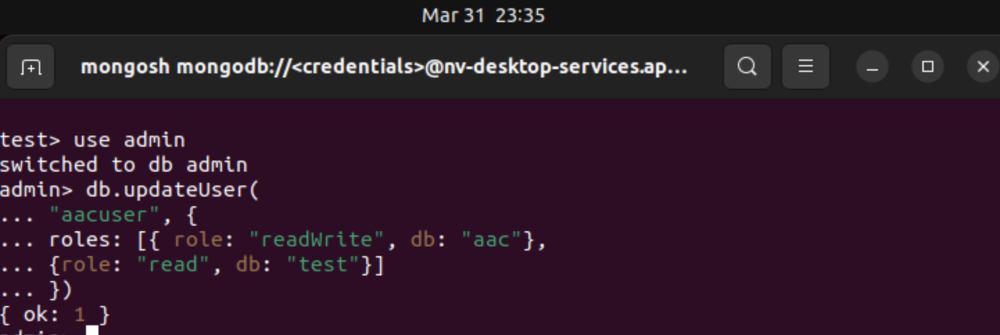 Mar 31 23:35
mongosh mongodb://<credentials>@nv-desktop-services.ap...
test> use admin
switched to db admin
admin> db.updateUser(
... "aacuser", {
... roles: [{ role: "readWrite", db: "aac"},
... {role: "read", db: "test"}]
... })
{ ok: 1 }